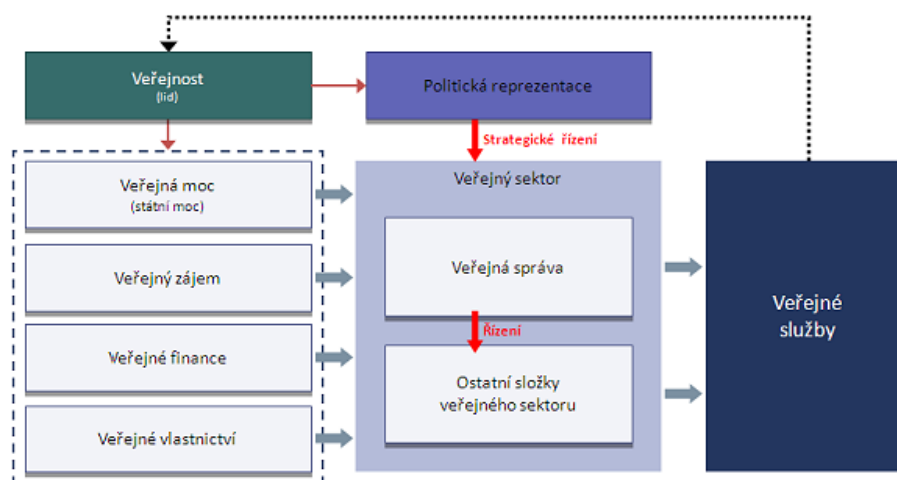 Veřejnost
(lid)
Politická reprezentace
Strategické řízení
Veřejná moc
(státní moc)
Veřejný zájem
Veřejné finance
Veřejné vlastnictví
Veřejný sektor
Veřejná správa
Řízení
Ostatní složky
veřejného sektoru
Veřejné
služby